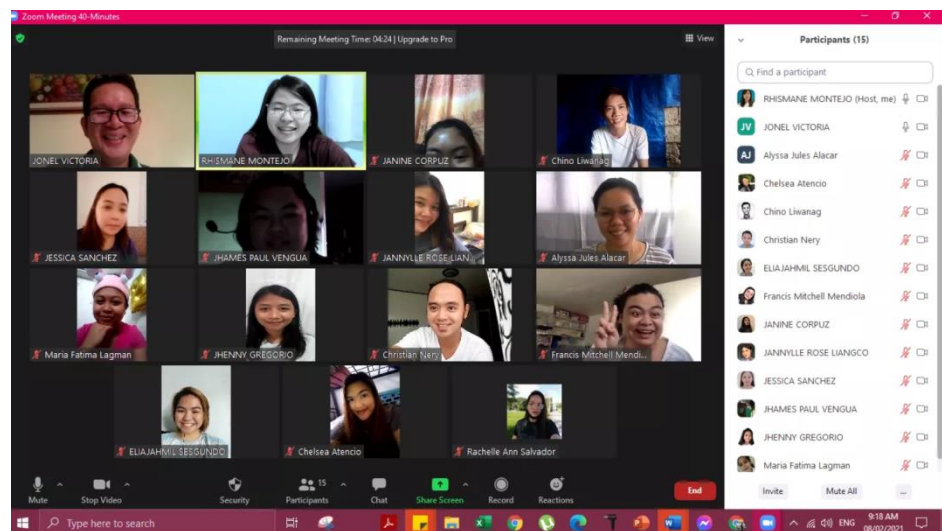 Zoom Meeting 40-Minutes
Remaining Meeting Time: 04:24 | Upgrade to Pro
View
JONEL VICTORIA
RHISMANE MONTEJO
JANINE CORPUZ
Chino Liwanag
JESSICA SANCHEZ
JHAMES PAUL VENGUA
JANNYLLE ROSE LIAN...
Alyssa Jules Alacar
Maria Fatima Lagman
JHENNY GREGORIO
Christian Nery
Francis Mitchell Mendi...
ELIAJAHMIL SESGUNDO
Chelsea Atencio
Rachelle Ann Salvador
Participants (15)
Find a participant
RHISMANE MONTEJO (Host, me)
JV JONEL VICTORIA
AJ Alyssa Jules Alacar
Chelsea Atencio
Chino Liwanag
Christian Nery
ELIAJAHMIL SESGUNDO
Francis Mitchell Mendiola
JANINE CORPUZ
JANNYLLE ROSE LIANGCO
JESSICA SANCHEZ
JHAMES PAUL VENGUA
JHENNY GREGORIO
Maria Fatima Lagman
Invite Mute All ...
Mute Stop Video Security Participants 15 Chat Share Screen Record Reactions End
Type here to search
ENG
9:18 AM